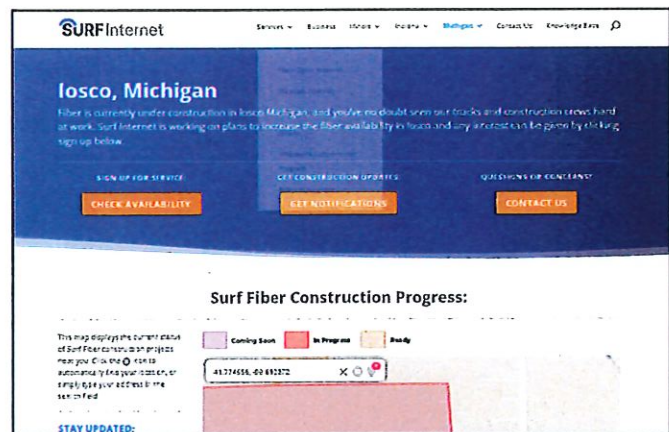 SURF Internet
Services Business Illinois Indiana Michigan Contact Us Knowledge Base
Iosco, Michigan
Fiber is currently under construction in Iosco Michigan, and you've no doubt seen our trucks and construction crews hard
at work. Surf Internet is working on plans to increase the fiber availability in Iosco and any interest can be given by clicking
sign up below.
SIGN UP FOR SERVICE GET CONSTRUCTION UPDATES QUESTIONS OR CONCERNS?
CHECK AVAILABILITY GET NOTIFICATIONS CONTACT US
Surf Fiber Construction Progress:
This map displays the current status
of Surf Fiber construction projects
near you. Click the icon to
automatically find your location, or
simply type your address in the
search field
Coming Soon In Progress Ready
STAY UPDATED: